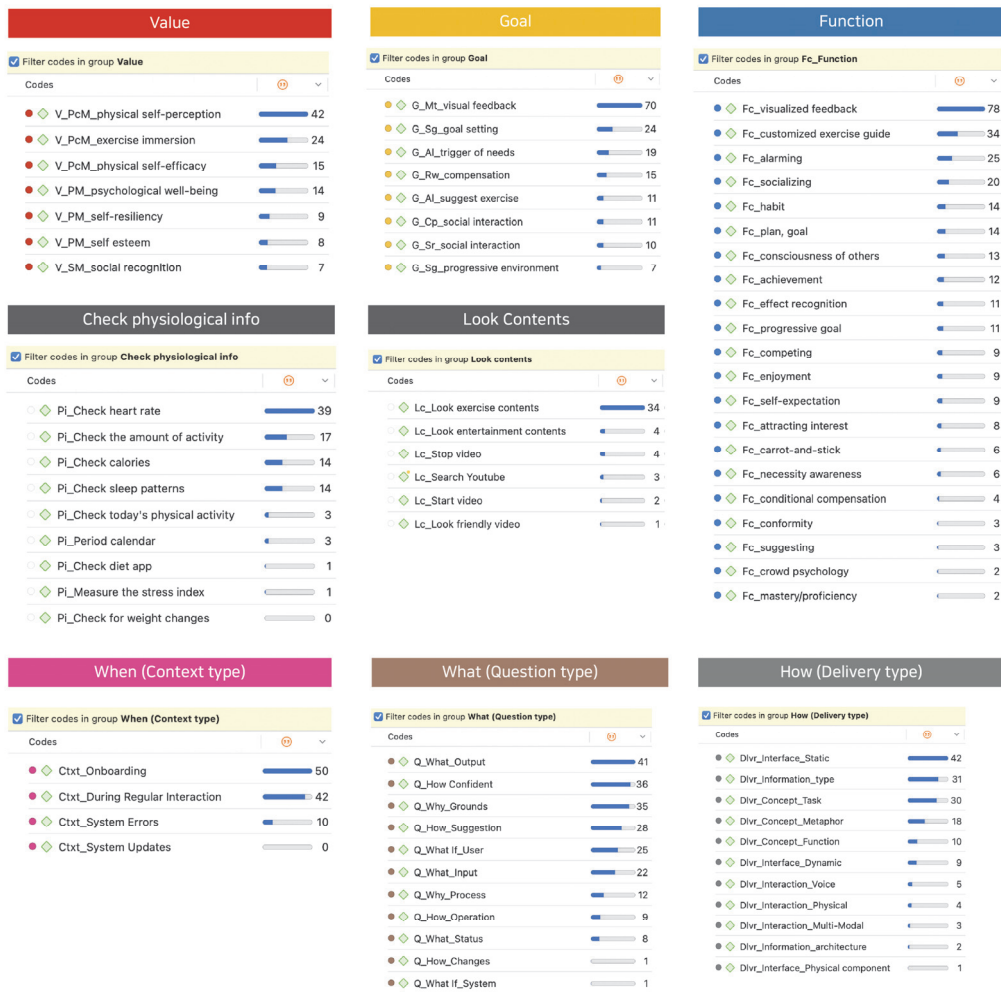 Value
Filter codes in group Value
Codes
V_PcM_physical self-perception 42
V_PcM_exercise immersion 24
V_PcM_physical self-efficacy 15
V_PM_psychological well-being 14
V_PM_self-resiliency 9
V_PM_self esteem 8
V_SM_social recognition 7
Goal
Filter codes in group Goal
Codes
G_Mt_visual feedback 70
G_Sg_goal setting 24
G_Al_trigger of needs 19
G_Rw_compensation 15
G_Al_suggest exercise 11
G_Cp_social interaction 11
G_Sr_social interaction 10
G_Sg_progressive environment 7
Function
Filter codes in group Fc_Function
Codes
Fc_visualized feedback 78
Fc_customized exercise guide 34
Fc_alarming 25
Fc_socializing 20
Fc_habit 14
Fc_plan, goal 14
Fc_consciousness of others 13
Fc_achievement 12
Fc_effect recognition 11
Fc_progressive goal 11
Fc_competing 9
Fc_enjoyment 9
Fc_self-expectation 9
Fc_attracting interest 8
Fc_carrot-and-stick 6
Fc_necessity awareness 6
Fc_conditional compensation 4
Fc_conformity 3
Fc_suggesting 3
Fc_crowd psychology 2
Fc_mastery/proficiency 2
Check physiological info
Filter codes in group Check physiological info
Codes
Pi_Check heart rate 39
Pi_Check the amount of activity 17
Pi_Check calories 14
Pi_Check sleep patterns 14
Pi_Check today's physical activity 3
Pi_Period calendar 3
Pi_Check diet app 1
Pi_Measure the stress index 1
Pi_Check for weight changes 0
Look Contents
Filter codes in group Look contents
Codes
Lc_Look exercise contents 34
Lc_Look entertainment contents 4
Lc_Stop video 4
Lc_Search Youtube 3
Lc_Start video 2
Lc_Look friendly video 1
When (Context type)
Filter codes in group When (Context type)
Codes
Ctxt_Onboarding 50
Ctxt_During Regular Interaction 42
Ctxt_System Errors 10
Ctxt_System Updates 0
What (Question type)
Filter codes in group What (Question type)
Codes
Q_What_Output 41
Q_How Confident 36
Q_Why_Grounds 35
Q_How_Suggestion 28
Q_What If_User 25
Q_What_Input 22
Q_Why_Process 12
Q_How_Operation 9
Q_What_Status 8
Q_How_Changes 1
Q_What If_System 1
How (Delivery type)
Filter codes in group How (Delivery type)
Codes
Dlvr_Interface_Static 42
Dlvr_Information_type 31
Dlvr_Concept_Task 30
Dlvr_Concept_Metaphor 18
Dlvr_Concept_Function 10
Dlvr_Interface_Dynamic 9
Dlvr_Interaction_Voice 5
Dlvr_Interaction_Physical 4
Dlvr_Interaction_Multi-Modal 3
Dlvr_Information_architecture 2
Dlvr_Interface_Physical component 1